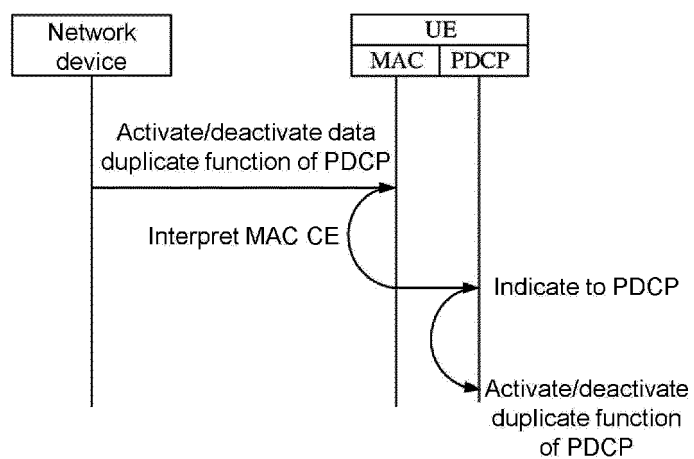 Network
device
UE
MAC
PDCP
Activate/deactivate data
duplicate function of PDCP
Interpret MAC CE
Indicate to PDCP
Activate/deactivate
duplicate function
of PDCP